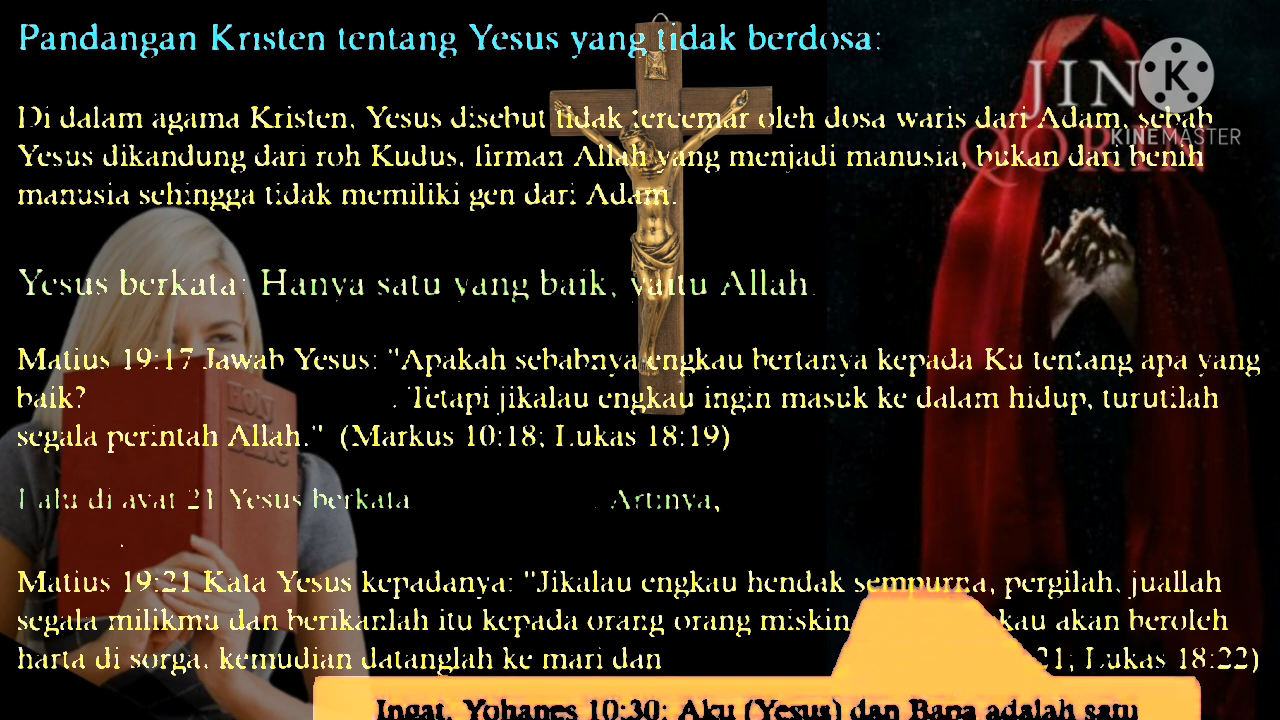 Pandangan Kristen tentang Yesus yang tidak berdosa:
JIN
QORIN
K
KINEMASTER
Di dalam agama Kristen, Yesus disebut tidak tercemar oleh dosa waris dari Adam, sebab
Yesus dikandung dari roh Kudus, firman Allah yang menjadi manusia, bukan dari benih
manusia sehingga tidak memiliki gen dari Adam.
Yesus berkata: Hanya satu yang baik, yaitu Allah.
Matius 19:17 Jawab Yesus: "Apakah sebabnya engkau bertanya kepada Ku tentang apa yang
baik? . Tetapi jikalau engkau ingin masuk ke dalam hidup, turutilah
segala perintah Allah." (Markus 10:18; Lukas 18:19)
HOLY
BIBLE
Lalu di ayat 21 Yesus berkata . Artinya,
.
Matius 19:21 Kata Yesus kepadanya: "Jikalau engkau hendak sempurna, pergilah, juallah
segala milikmu dan berikanlah itu kepada orang orang miskin kau akan beroleh
harta di sorga, kemudian datanglah ke mari dan 21; Lukas 18:22)
Ingat, Yohanes 10:30: Aku (Yesus) dan Bapa adalah satu